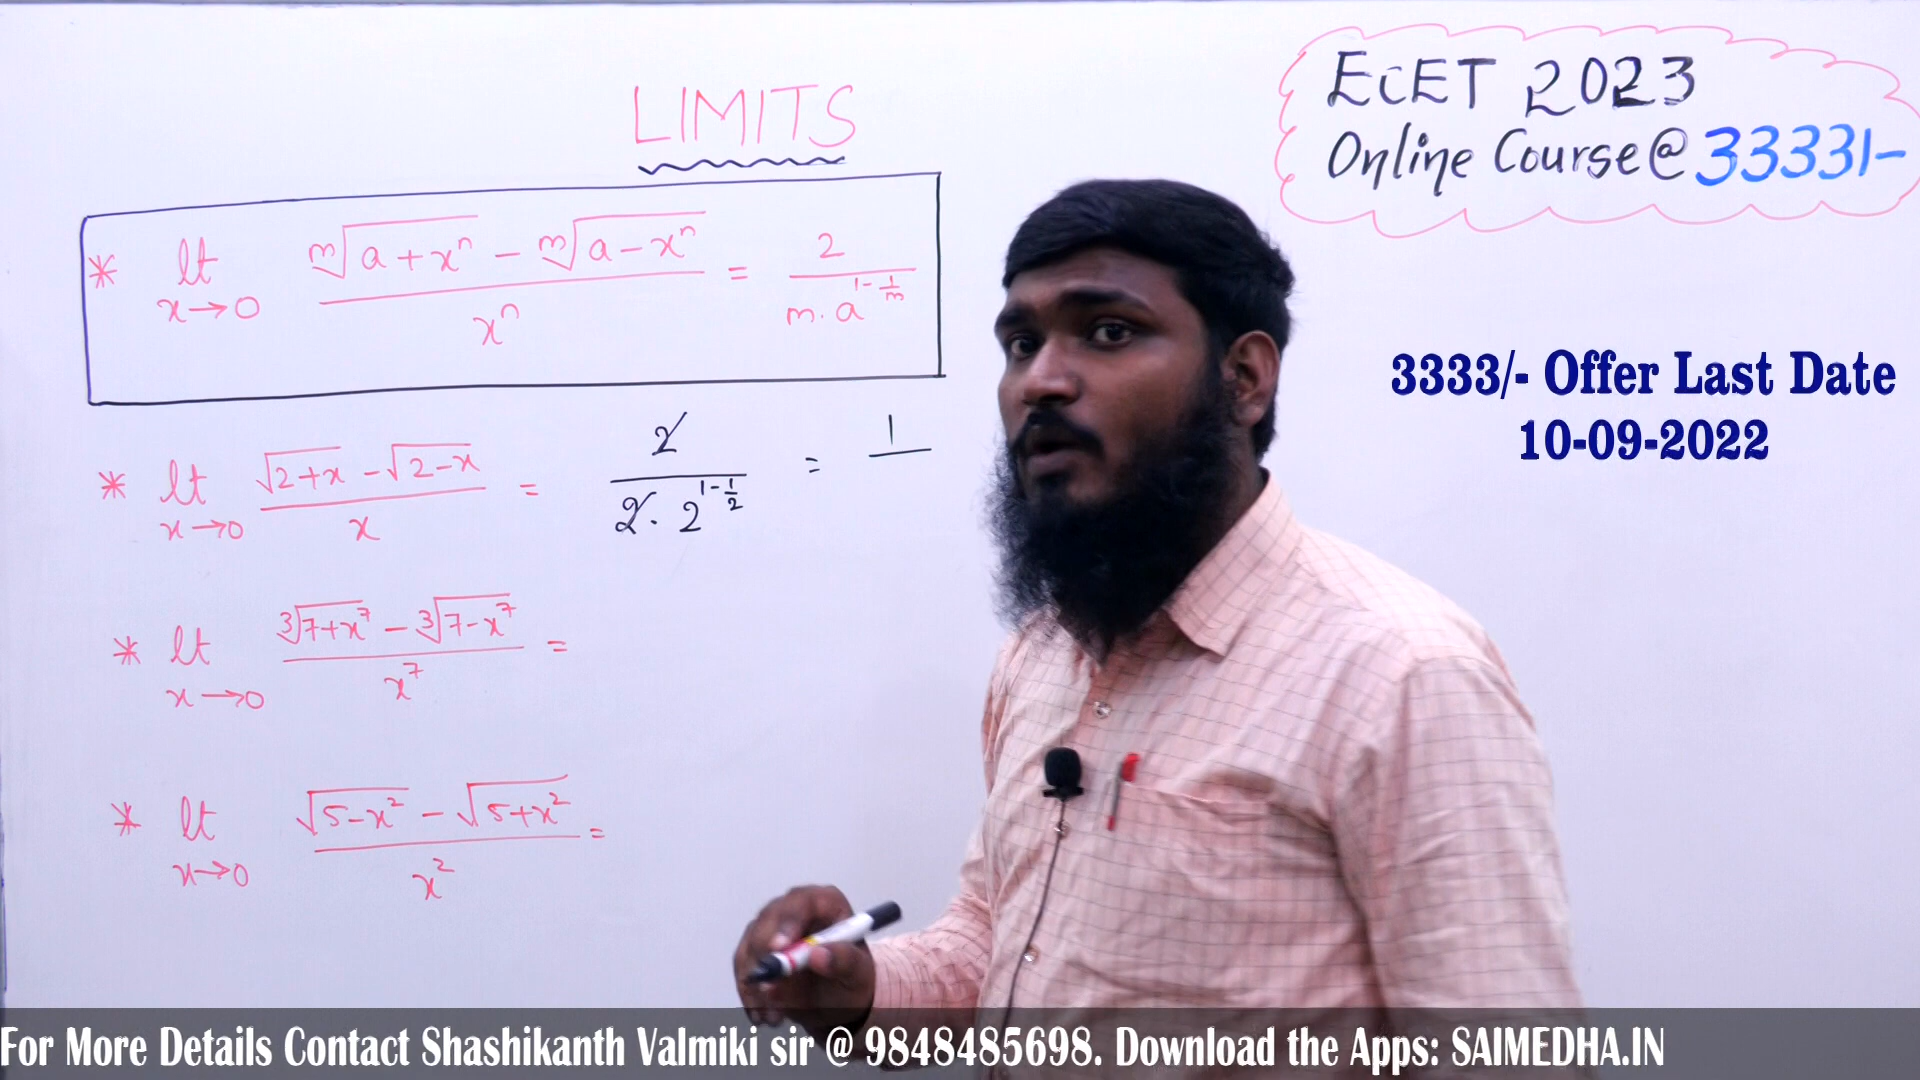 LIMITS
ECET 2023
Online Course @ 3333/-
* lt x→0 (ᵐ√(a+xⁿ) - ᵐ√(a-xⁿ)) / xⁿ = 2 / (m·a^(1-1/m))
3333/- Offer Last Date
10-09-2022
* lt x→0 (√(2+x) - √(2-x)) / x = 2 / (2·2^(1-1/2)) = 1
* lt x→0 (³√(7+x⁷) - ³√(7-x⁷)) / x⁷ =
* lt x→0 (√(5-x²) - √(5+x²)) / x² =
For More Details Contact Shashikanth Valmiki sir @ 9848485698. Download the Apps: SAIMEDHA.IN